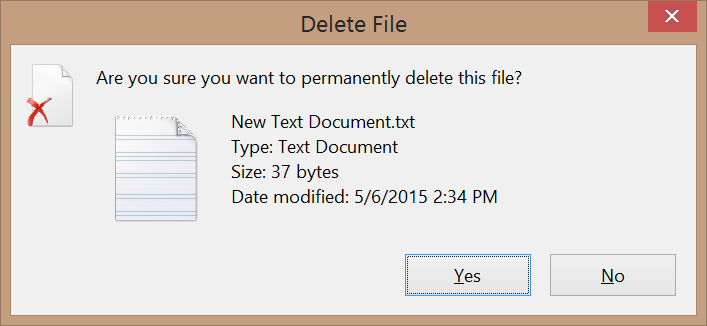 Delete File
Are you sure you want to permanently delete this file?
New Text Document.txt
Type: Text Document
Size: 37 bytes
Date modified: 5/6/2015 2:34 PM
Yes
No